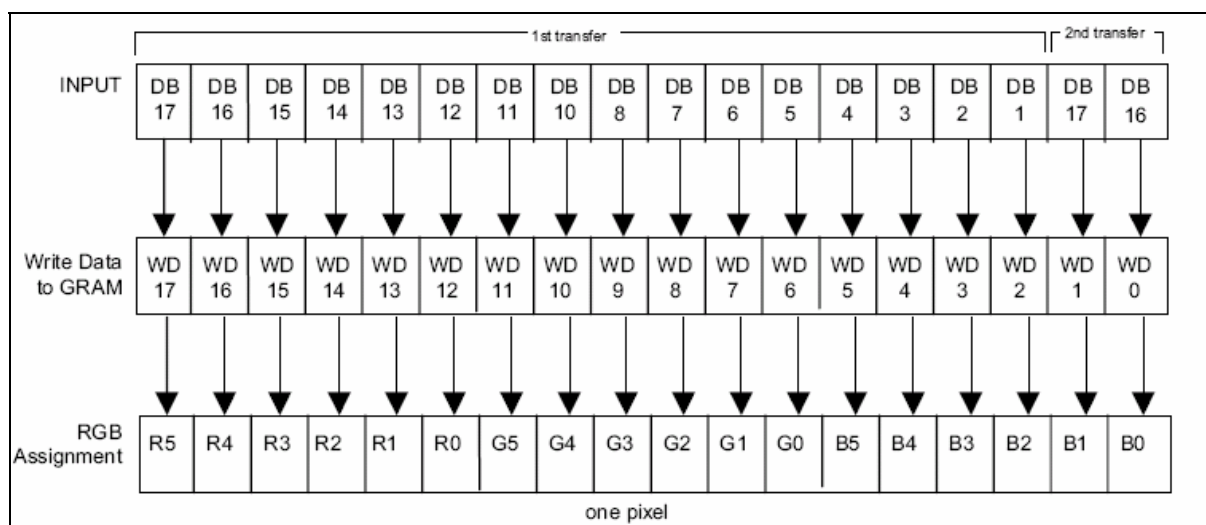 1st transfer 2nd transfer
INPUT DB 17 DB 16 DB 15 DB 14 DB 13 DB 12 DB 11 DB 10 DB 8 DB 7 DB 6 DB 5 DB 4 DB 3 DB 2 DB 1 DB 17 DB 16
Write Data to GRAM WD 17 WD 16 WD 15 WD 14 WD 13 WD 12 WD 11 WD 10 WD 9 WD 8 WD 7 WD 6 WD 5 WD 4 WD 3 WD 2 WD 1 WD 0
RGB Assignment R5 R4 R3 R2 R1 R0 G5 G4 G3 G2 G1 G0 B5 B4 B3 B2 B1 B0
one pixel